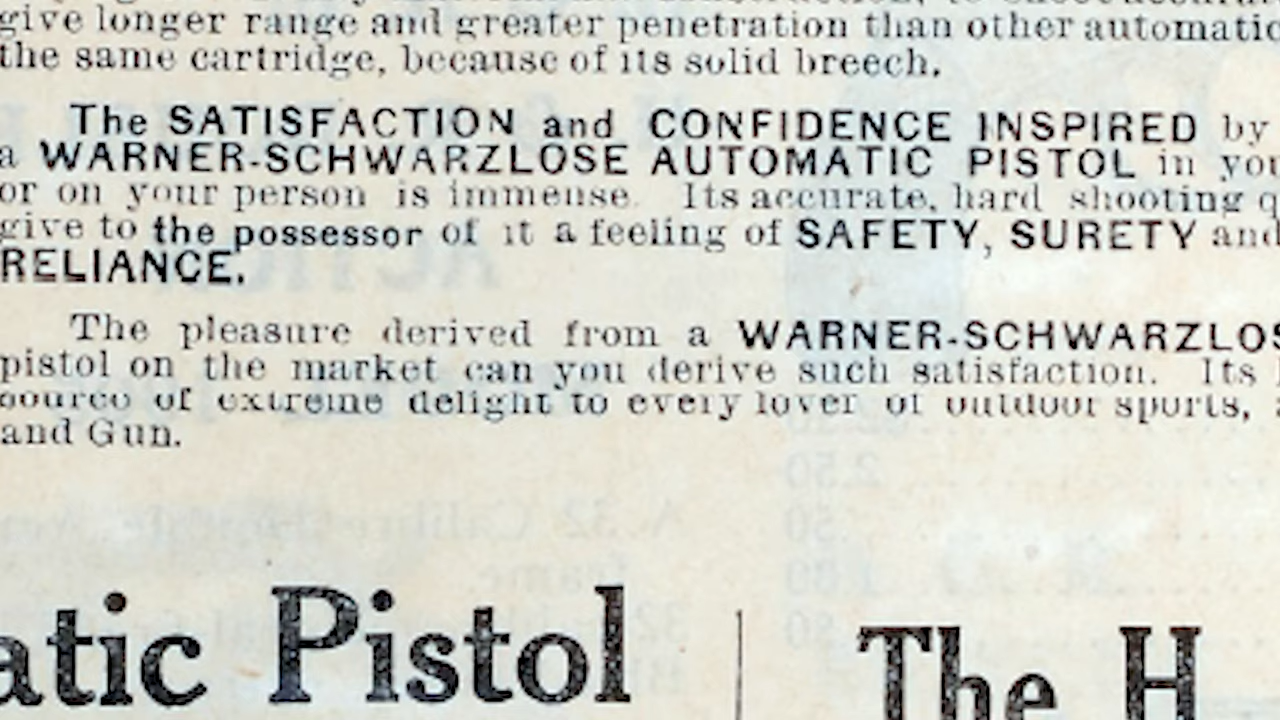 give longer range and greater penetration than other automatic
the same cartridge, because of its solid breech.
The SATISFACTION and CONFIDENCE INSPIRED by
a WARNER-SCHWARZLOSE AUTOMATIC PISTOL in you
or on your person is immense. Its accurate, hard shooting q
give to the possessor of it a feeling of SAFETY, SURETY and
RELIANCE.
The pleasure derived from a WARNER-SCHWARZLOS
pistol on the market can you derive such satisfaction. Its
source of extreme delight to every lover of outdoor sports,
and Gun.
atic Pistol
The H